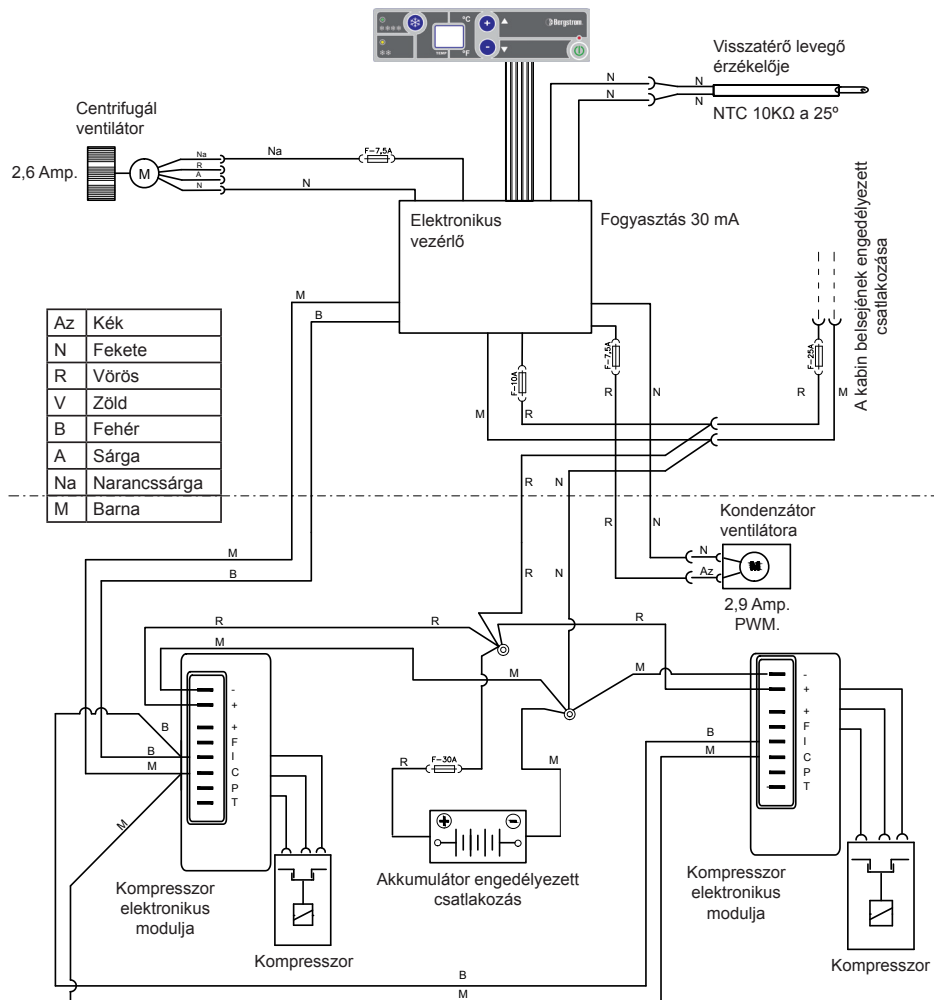 °C
Bergstrom
+
-
TEMP
°F
Visszatérő levegő
érzékelője
NTC 10KΩ a 25º
N
N
N
N
Centrifugál
ventilátor
2,6 Amp.
M
Na
R
A
N
Na
F-7,5A
N
Elektronikus
vezérlő
Fogyasztás 30 mA
A kabin belsejének engedélyezett
csatlakozása
M
B
Az Kék
N Fekete
R Vörös
V Zöld
B Fehér
A Sárga
Na Narancssárga
M Barna
F-10A
F-7,5A
F-25A
M
R
R
N
R
M
R
N
R
N
Kondenzátor
ventilátora
N
Az
M
2,9 Amp.
PWM.
M
B
R
N
R
R
R
M
M
M
-
+
+
F
I
C
P
T
B
B
M
M
R
F-30A
M
+
-
Akkumulátor engedélyezett
csatlakozás
B
M
-
+
+
F
I
C
P
T
Kompresszor
elektronikus
modulja
Kompresszor
Kompresszor
elektronikus
modulja
Kompresszor
B
M